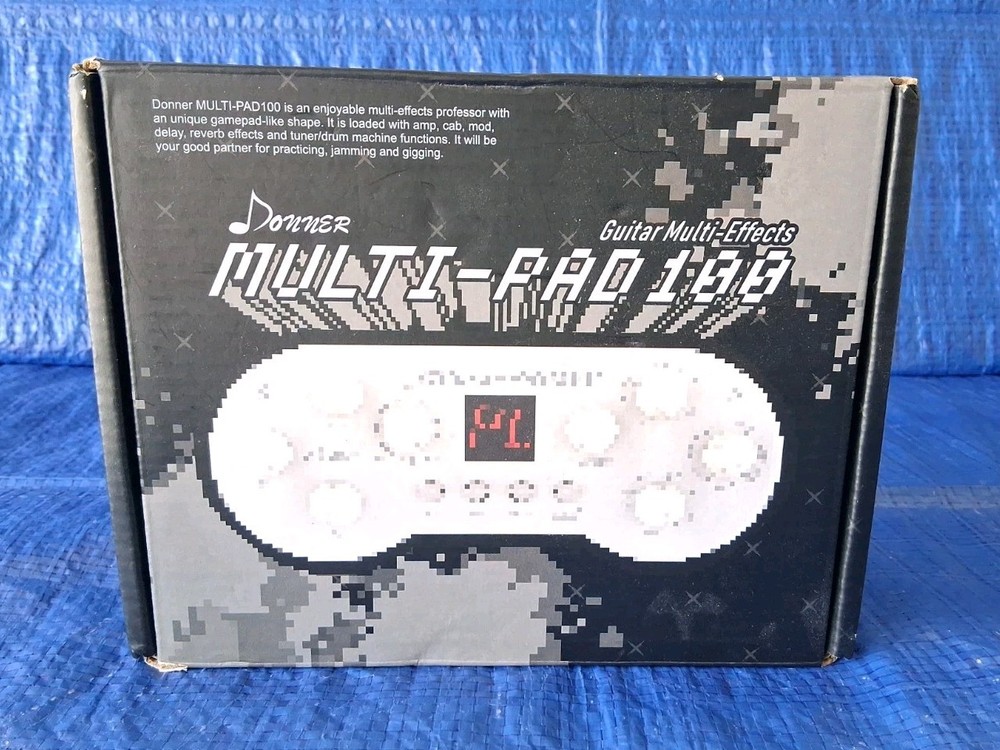 Donner MULTI-PAD100 is an enjoyable multi-effects professor with
an unique gamepad-like shape. It is loaded with amp, cab, mod,
delay, reverb effects and tuner/drum machine functions. It will be
your good partner for practicing, jamming and gigging.
DONNER
Guitar Multi-Effects
MULTI-PAD 100
P1.